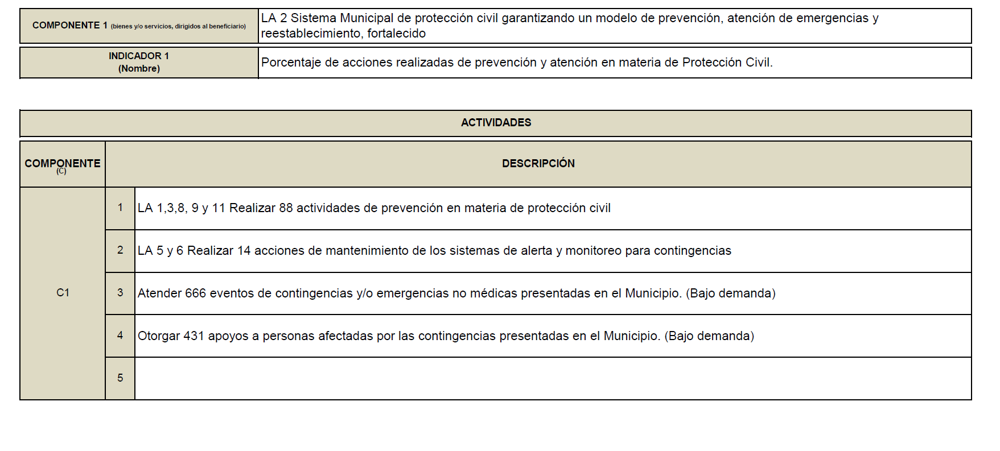 COMPONENTE 1 (bienes y/o servicios, dirigidos al beneficiario)
LA 2 Sistema Municipal de protección civil garantizando un modelo de prevención, atención de emergencias y
reestablecimiento, fortalecido
INDICADOR 1
(Nombre)
Porcentaje de acciones realizadas de prevención y atención en materia de Protección Civil.
ACTIVIDADES
COMPONENTE
(C)
DESCRIPCIÓN
C1
1
LA 1,3,8, 9 y 11 Realizar 88 actividades de prevención en materia de protección civil
2
LA 5 y 6 Realizar 14 acciones de mantenimiento de los sistemas de alerta y monitoreo para contingencias
3
Atender 666 eventos de contingencias y/o emergencias no médicas presentadas en el Municipio. (Bajo demanda)
4
Otorgar 431 apoyos a personas afectadas por las contingencias presentadas en el Municipio. (Bajo demanda)
5